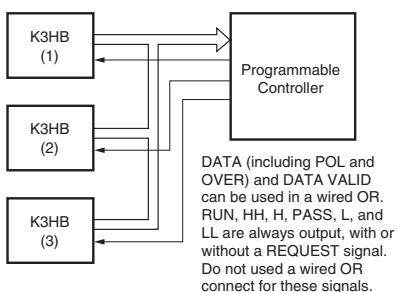 K3HB
(1)
K3HB
(2)
K3HB
(3)
Programmable
Controller
DATA (including POL and
OVER) and DATA VALID
can be used in a wired OR.
RUN, HH, H, PASS, L, and
LL are always output, with or
without a REQUEST signal.
Do not used a wired OR
connect for these signals.